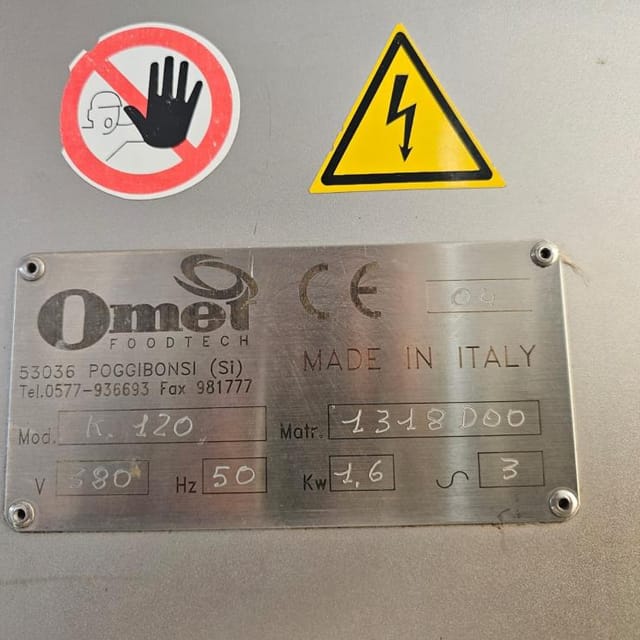 Omet
FOODTECH
CE
04
53036 POGGIBONSI (Si)
Tel.0577-936693 Fax 981777
MADE IN ITALY
Mod. K. 120
Matr. 1318D00
V 380
Hz 50
Kw 1,6
3